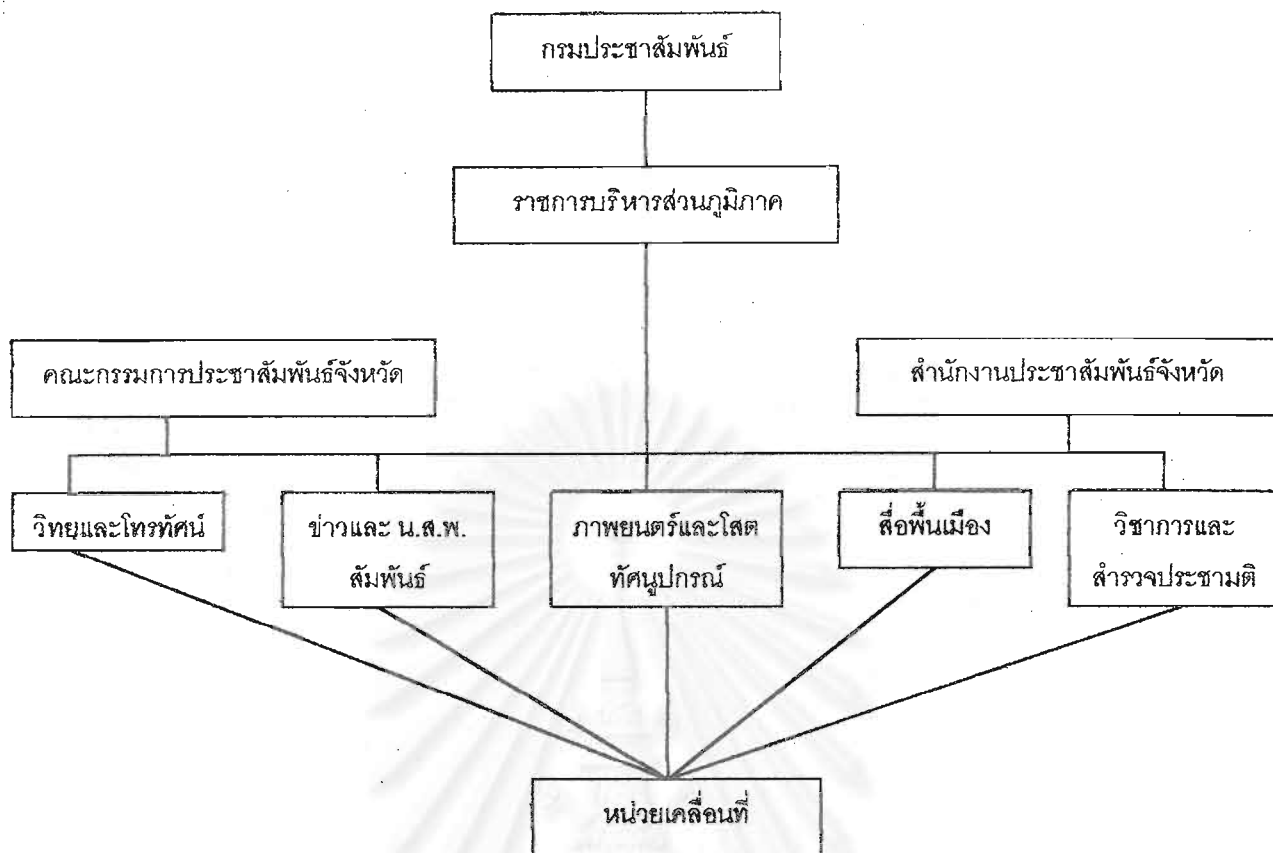 กรมประชาสัมพันธ์
ราชการบริหารส่วนภูมิภาค
คณะกรรมการประชาสัมพันธ์จังหวัด
สำนักงานประชาสัมพันธ์จังหวัด
วิทยุและโทรทัศน์
ข่าวและ น.ส.พ.
สัมพันธ์
ภาพยนตร์และโสต
ทัศนูปกรณ์
สื่อพื้นเมือง
วิชาการและ
สำรวจประชามติ
หน่วยเคลื่อนที่